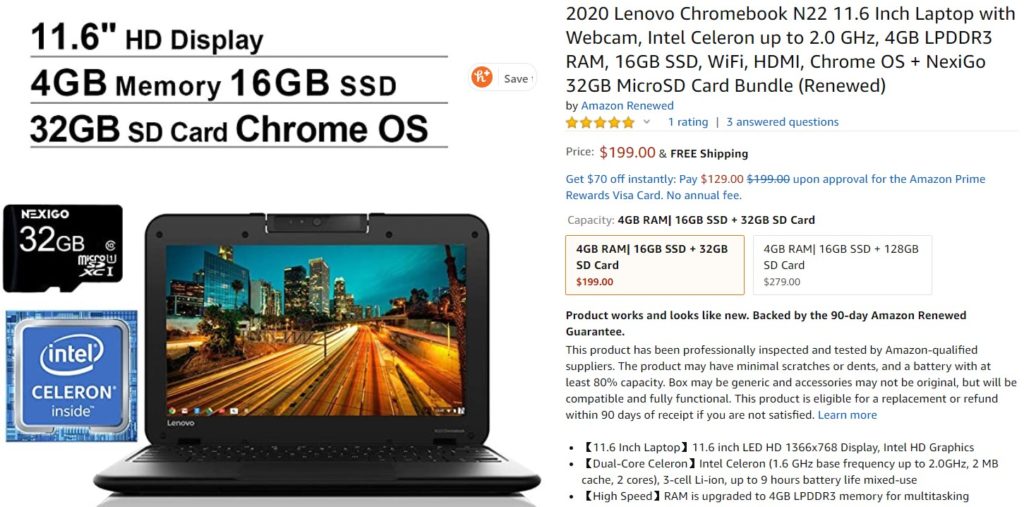 11.6" HD Display
4GB Memory 16GB SSD
32GB SD Card Chrome OS
h+ Save
NEXIGO
32GB
micro
SD
XC I
intel
CELERON
inside™
Lenovo
2020 Lenovo Chromebook N22 11.6 Inch Laptop with
Webcam, Intel Celeron up to 2.0 GHz, 4GB LPDDR3
RAM, 16GB SSD, WiFi, HDMI, Chrome OS + NexiGo
32GB MicroSD Card Bundle (Renewed)
by Amazon Renewed
1 rating | 3 answered questions
Price: $199.00 & FREE Shipping
Get $70 off instantly: Pay $129.00 $199.00 upon approval for the Amazon Prime
Rewards Visa Card. No annual fee.
Capacity: 4GB RAM| 16GB SSD + 32GB SD Card
4GB RAM| 16GB SSD + 32GB
SD Card
$199.00
4GB RAM| 16GB SSD + 128GB
SD Card
$279.00
Product works and looks like new. Backed by the 90-day Amazon Renewed
Guarantee.
This product has been professionally inspected and tested by Amazon-qualified
suppliers. The product may have minimal scratches or dents, and a battery with at
least 80% capacity. Box may be generic and accessories may not be original, but will be
compatible and fully functional. This product is eligible for a replacement or refund
within 90 days of receipt if you are not satisfied. Learn more
• 【11.6 Inch Laptop】11.6 inch LED HD 1366x768 Display, Intel HD Graphics
• 【Dual-Core Celeron】Intel Celeron (1.6 GHz base frequency up to 2.0GHz, 2 MB
cache, 2 cores), 3-cell Li-ion, up to 9 hours battery life mixed-use
• 【High Speed】RAM is upgraded to 4GB LPDDR3 memory for multitasking